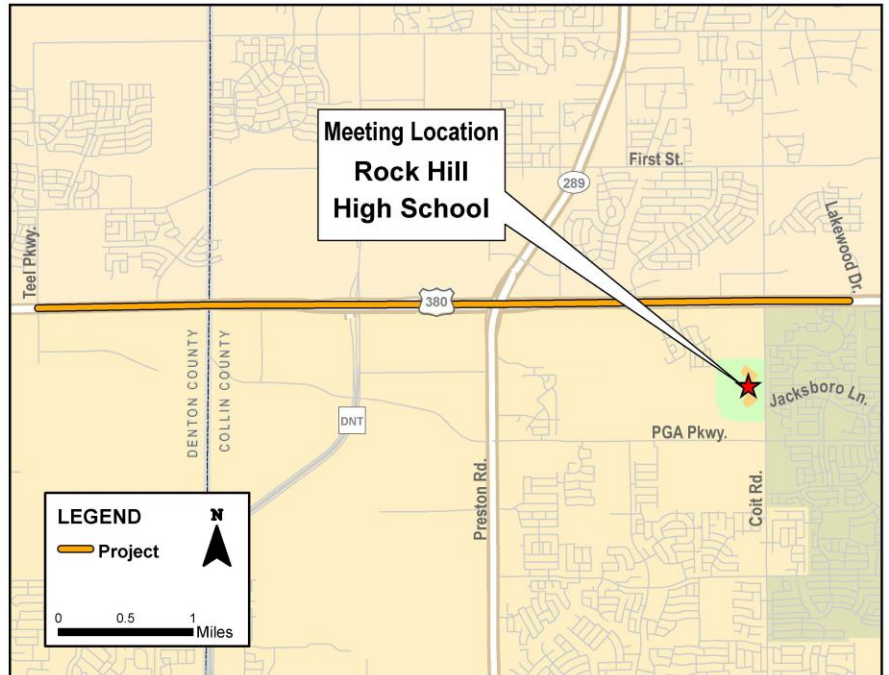 Meeting Location
Rock Hill
High School
First St.
289
Teel Pkwy.
Lakewood Dr.
380
DENTON COUNTY
COLLIN COUNTY
Jacksboro Ln.
DNT
PGA Pkwy.
Preston Rd.
Coit Rd.
LEGEND
N
Project
0 0.5 1
Miles